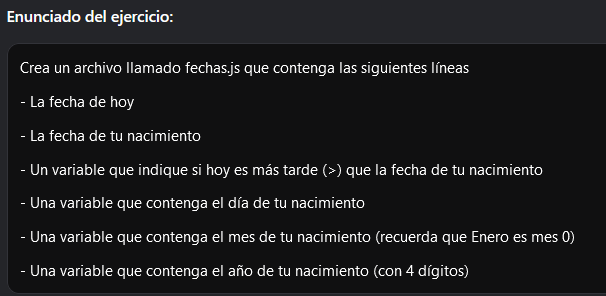 Enunciado del ejercicio:
Crea un archivo llamado fechas.js que contenga las siguientes líneas
- La fecha de hoy
- La fecha de tu nacimiento
- Un variable que indique si hoy es más tarde (>) que la fecha de tu nacimiento
- Una variable que contenga el día de tu nacimiento
- Una variable que contenga el mes de tu nacimiento (recuerda que Enero es mes 0)
- Una variable que contenga el año de tu nacimiento (con 4 dígitos)